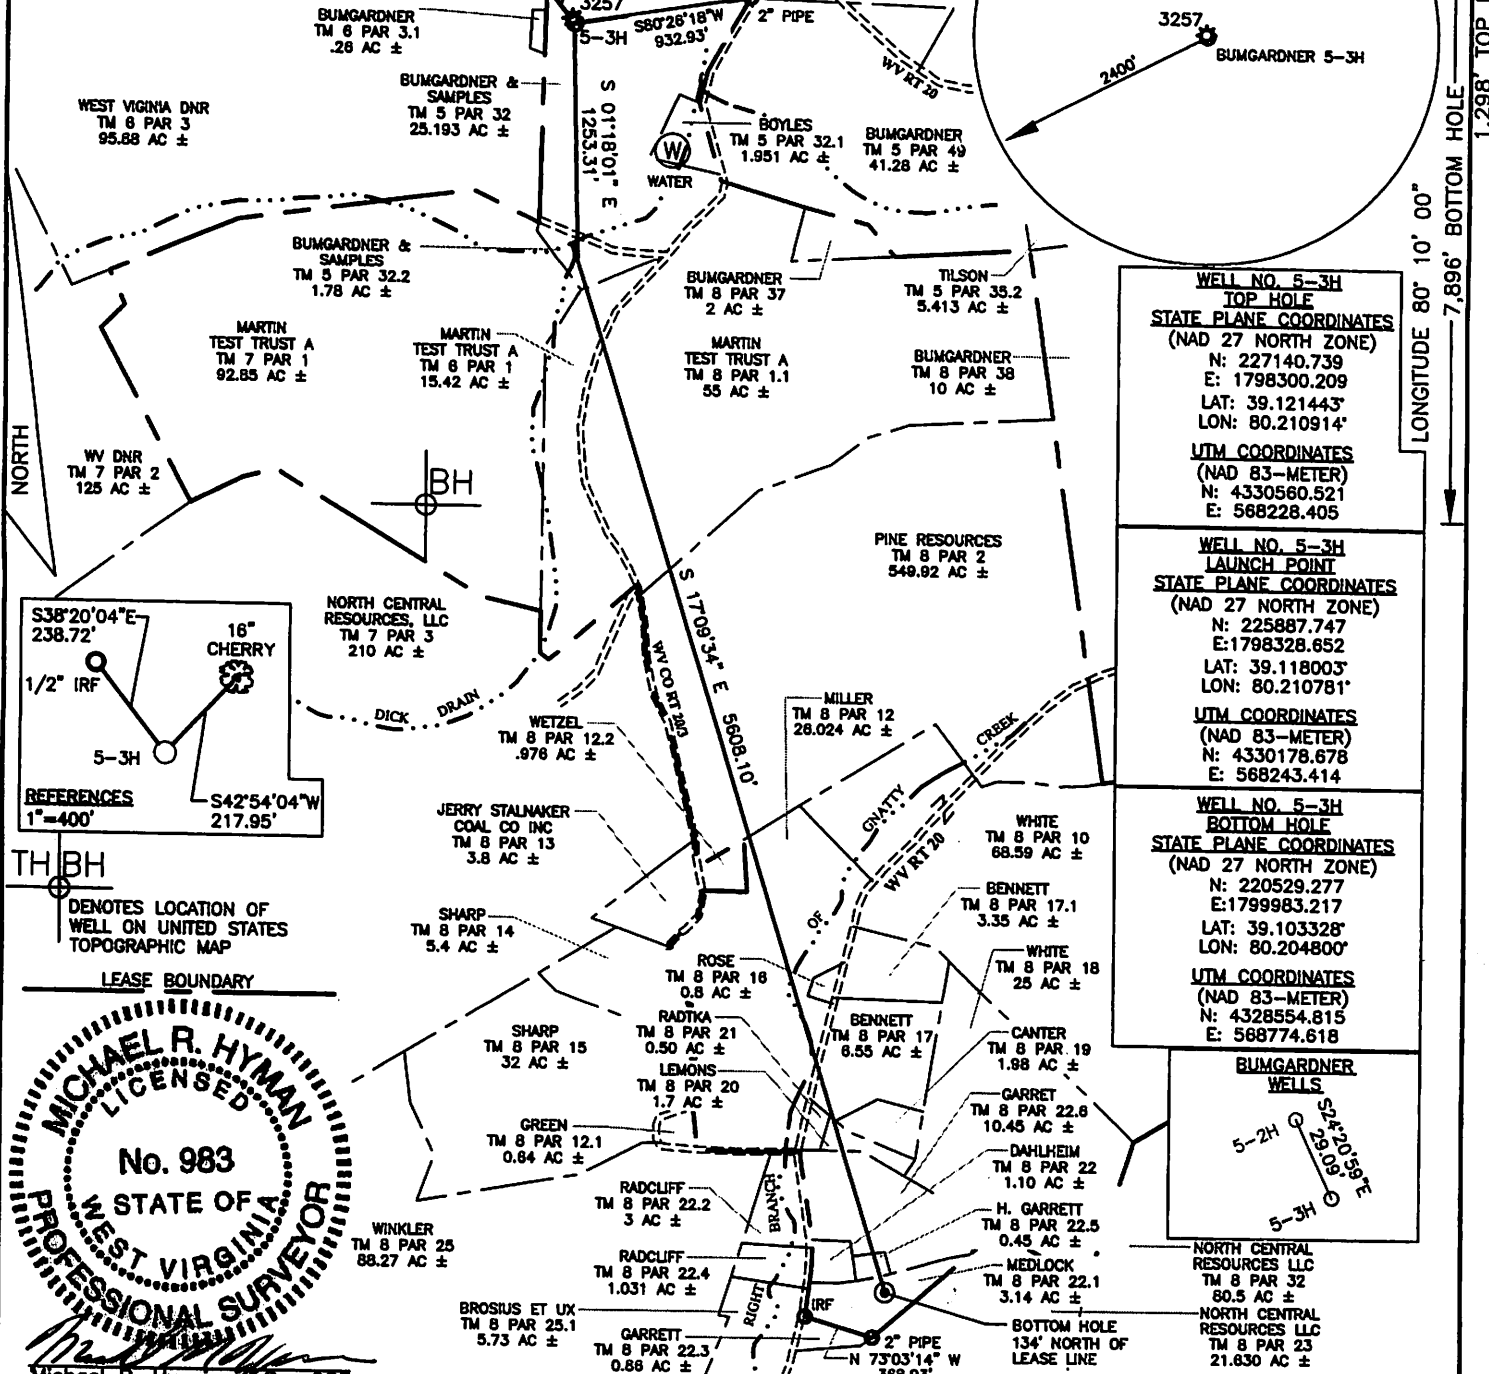 BUMGARDNER
TM 6 PAR 3.1
.26 AC ±
3257
5-3H
S80°26'18"W
932.93'
2" PIPE
WV RT 20
3257
BUMGARDNER 5-3H
2400'
1,298' TOP
7,896' BOTTOM HOLE
LONGITUDE 80° 10' 00"
WEST VIGINIA DNR
TM 6 PAR 3
95.88 AC ±
BUMGARDNER &
SAMPLES
TM 5 PAR 32
25.193 AC ±
S 01°18'01" E
1253.31'
BOYLES
TM 5 PAR 32.1
1.951 AC ±
W
WATER
BUMGARDNER
TM 5 PAR 49
41.28 AC ±
BUMGARDNER &
SAMPLES
TM 5 PAR 32.2
1.78 AC ±
BUMGARDNER
TM 8 PAR 37
2 AC ±
TILSON
TM 5 PAR 35.2
5.413 AC ±
MARTIN
TEST TRUST A
TM 7 PAR 1
92.85 AC ±
MARTIN
TEST TRUST A
TM 6 PAR 1
15.42 AC ±
MARTIN
TEST TRUST A
TM 8 PAR 1.1
55 AC ±
BUMGARDNER
TM 8 PAR 38
10 AC ±
NORTH
WV DNR
TM 7 PAR 2
125 AC ±
BH
PINE RESOURCES
TM 8 PAR 2
549.92 AC ±
NORTH CENTRAL
RESOURCES, LLC
TM 7 PAR 3
210 AC ±
S 17°09'34" E 5608.10'
WV CO RT 20/3
DICK DRAIN
S38°20'04"E
238.72'
16"
CHERRY
1/2" IRF
5-3H
REFERENCES
1"=400'
S42°54'04"W
217.95'
WETZEL
TM 8 PAR 12.2
.976 AC ±
MILLER
TM 8 PAR 12
28.024 AC ±
GNATTY CREEK
WV RT 20
OF
JERRY STALNAKER
COAL CO INC
TM 8 PAR 13
3.8 AC ±
WHITE
TM 8 PAR 10
68.59 AC ±
BENNETT
TM 8 PAR 17.1
3.35 AC ±
TH BH
DENOTES LOCATION OF
WELL ON UNITED STATES
TOPOGRAPHIC MAP
LEASE BOUNDARY
SHARP
TM 8 PAR 14
5.4 AC ±
ROSE
TM 8 PAR 16
0.8 AC ±
WHITE
TM 8 PAR 18
25 AC ±
SHARP
TM 8 PAR 15
32 AC ±
RADTKA
TM 8 PAR 21
0.50 AC ±
BENNETT
TM 8 PAR 17
6.55 AC ±
CANTER
TM 8 PAR 19
1.98 AC ±
LEMONS
TM 8 PAR 20
1.7 AC ±
GARRET
TM 8 PAR 22.6
10.45 AC ±
GREEN
TM 8 PAR 12.1
0.64 AC ±
DAHLHEIM
TM 8 PAR 22
1.10 AC ±
RADCLIFF
TM 8 PAR 22.2
3 AC ±
RIGHT BRANCH
H. GARRETT
TM 8 PAR 22.5
0.45 AC ±
WINKLER
TM 8 PAR 25
88.27 AC ±
RADCLIFF
TM 8 PAR 22.4
1.031 AC ±
MEDLOCK
TM 8 PAR 22.1
3.14 AC ±
NORTH CENTRAL
RESOURCES LLC
TM 8 PAR 32
80.5 AC ±
BROSIUS ET UX
TM 8 PAR 25.1
5.73 AC ±
GARRETT
TM 8 PAR 22.3
0.86 AC ±
IRF
2" PIPE
N 73°03'14" W
BOTTOM HOLE
134' NORTH OF
LEASE LINE
NORTH CENTRAL
RESOURCES LLC
TM 8 PAR 23
21.630 AC ±
WELL NO. 5-3H
TOP HOLE
STATE PLANE COORDINATES
(NAD 27 NORTH ZONE)
N: 227140.739
E: 1798300.209
LAT: 39.121443°
LON: 80.210914°
UTM COORDINATES
(NAD 83-METER)
N: 4330560.521
E: 568228.405
WELL NO. 5-3H
LAUNCH POINT
STATE PLANE COORDINATES
(NAD 27 NORTH ZONE)
N: 225887.747
E:1798328.652
LAT: 39.118003°
LON: 80.210781°
UTM COORDINATES
(NAD 83-METER)
N: 4330178.678
E: 568243.414
WELL NO. 5-3H
BOTTOM HOLE
STATE PLANE COORDINATES
(NAD 27 NORTH ZONE)
N: 220529.277
E:1799983.217
LAT: 39.103328°
LON: 80.204800°
UTM COORDINATES
(NAD 83-METER)
N: 4328554.815
E: 568774.618
BUMGARDNER
WELLS
5-2H
S24°20'59"E
29.09'
5-3H
MICHAEL R. HYMAN
LICENSED
No. 983
STATE OF
WEST VIRGINIA
PROFESSIONAL SURVEYOR